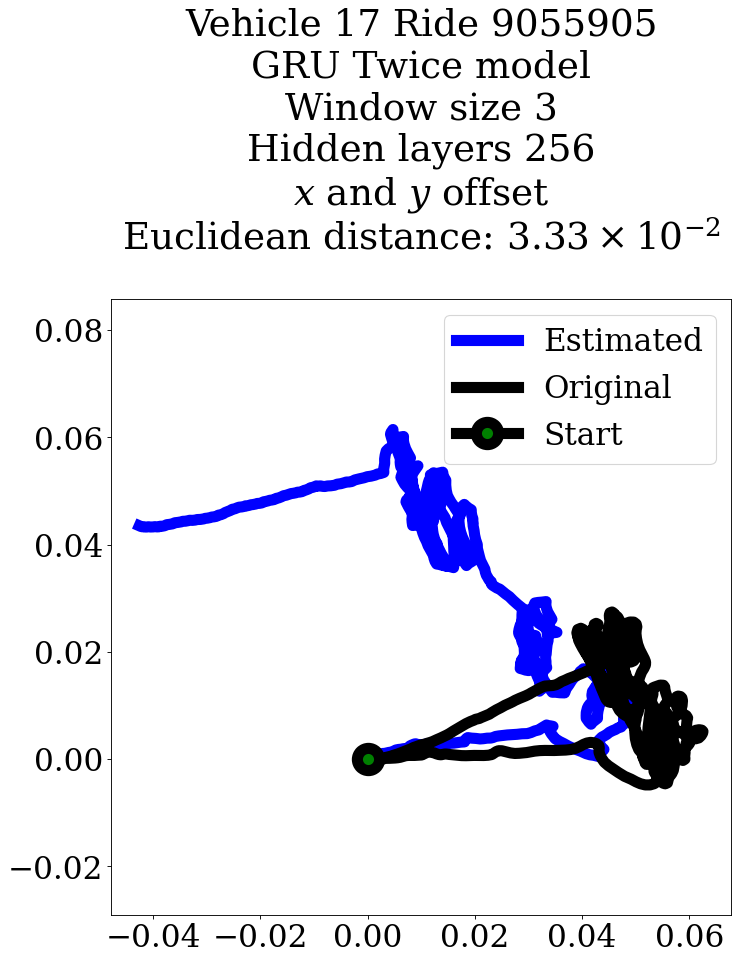 Vehicle 17 Ride 9055905
GRU Twice model
Window size 3
Hidden layers 256
x and y offset
Euclidean distance: 3.33 × 10⁻²
Estimated
Original
Start
0.08
0.06
0.04
0.02
0.00
−0.02
−0.04 −0.02 0.00 0.02 0.04 0.06